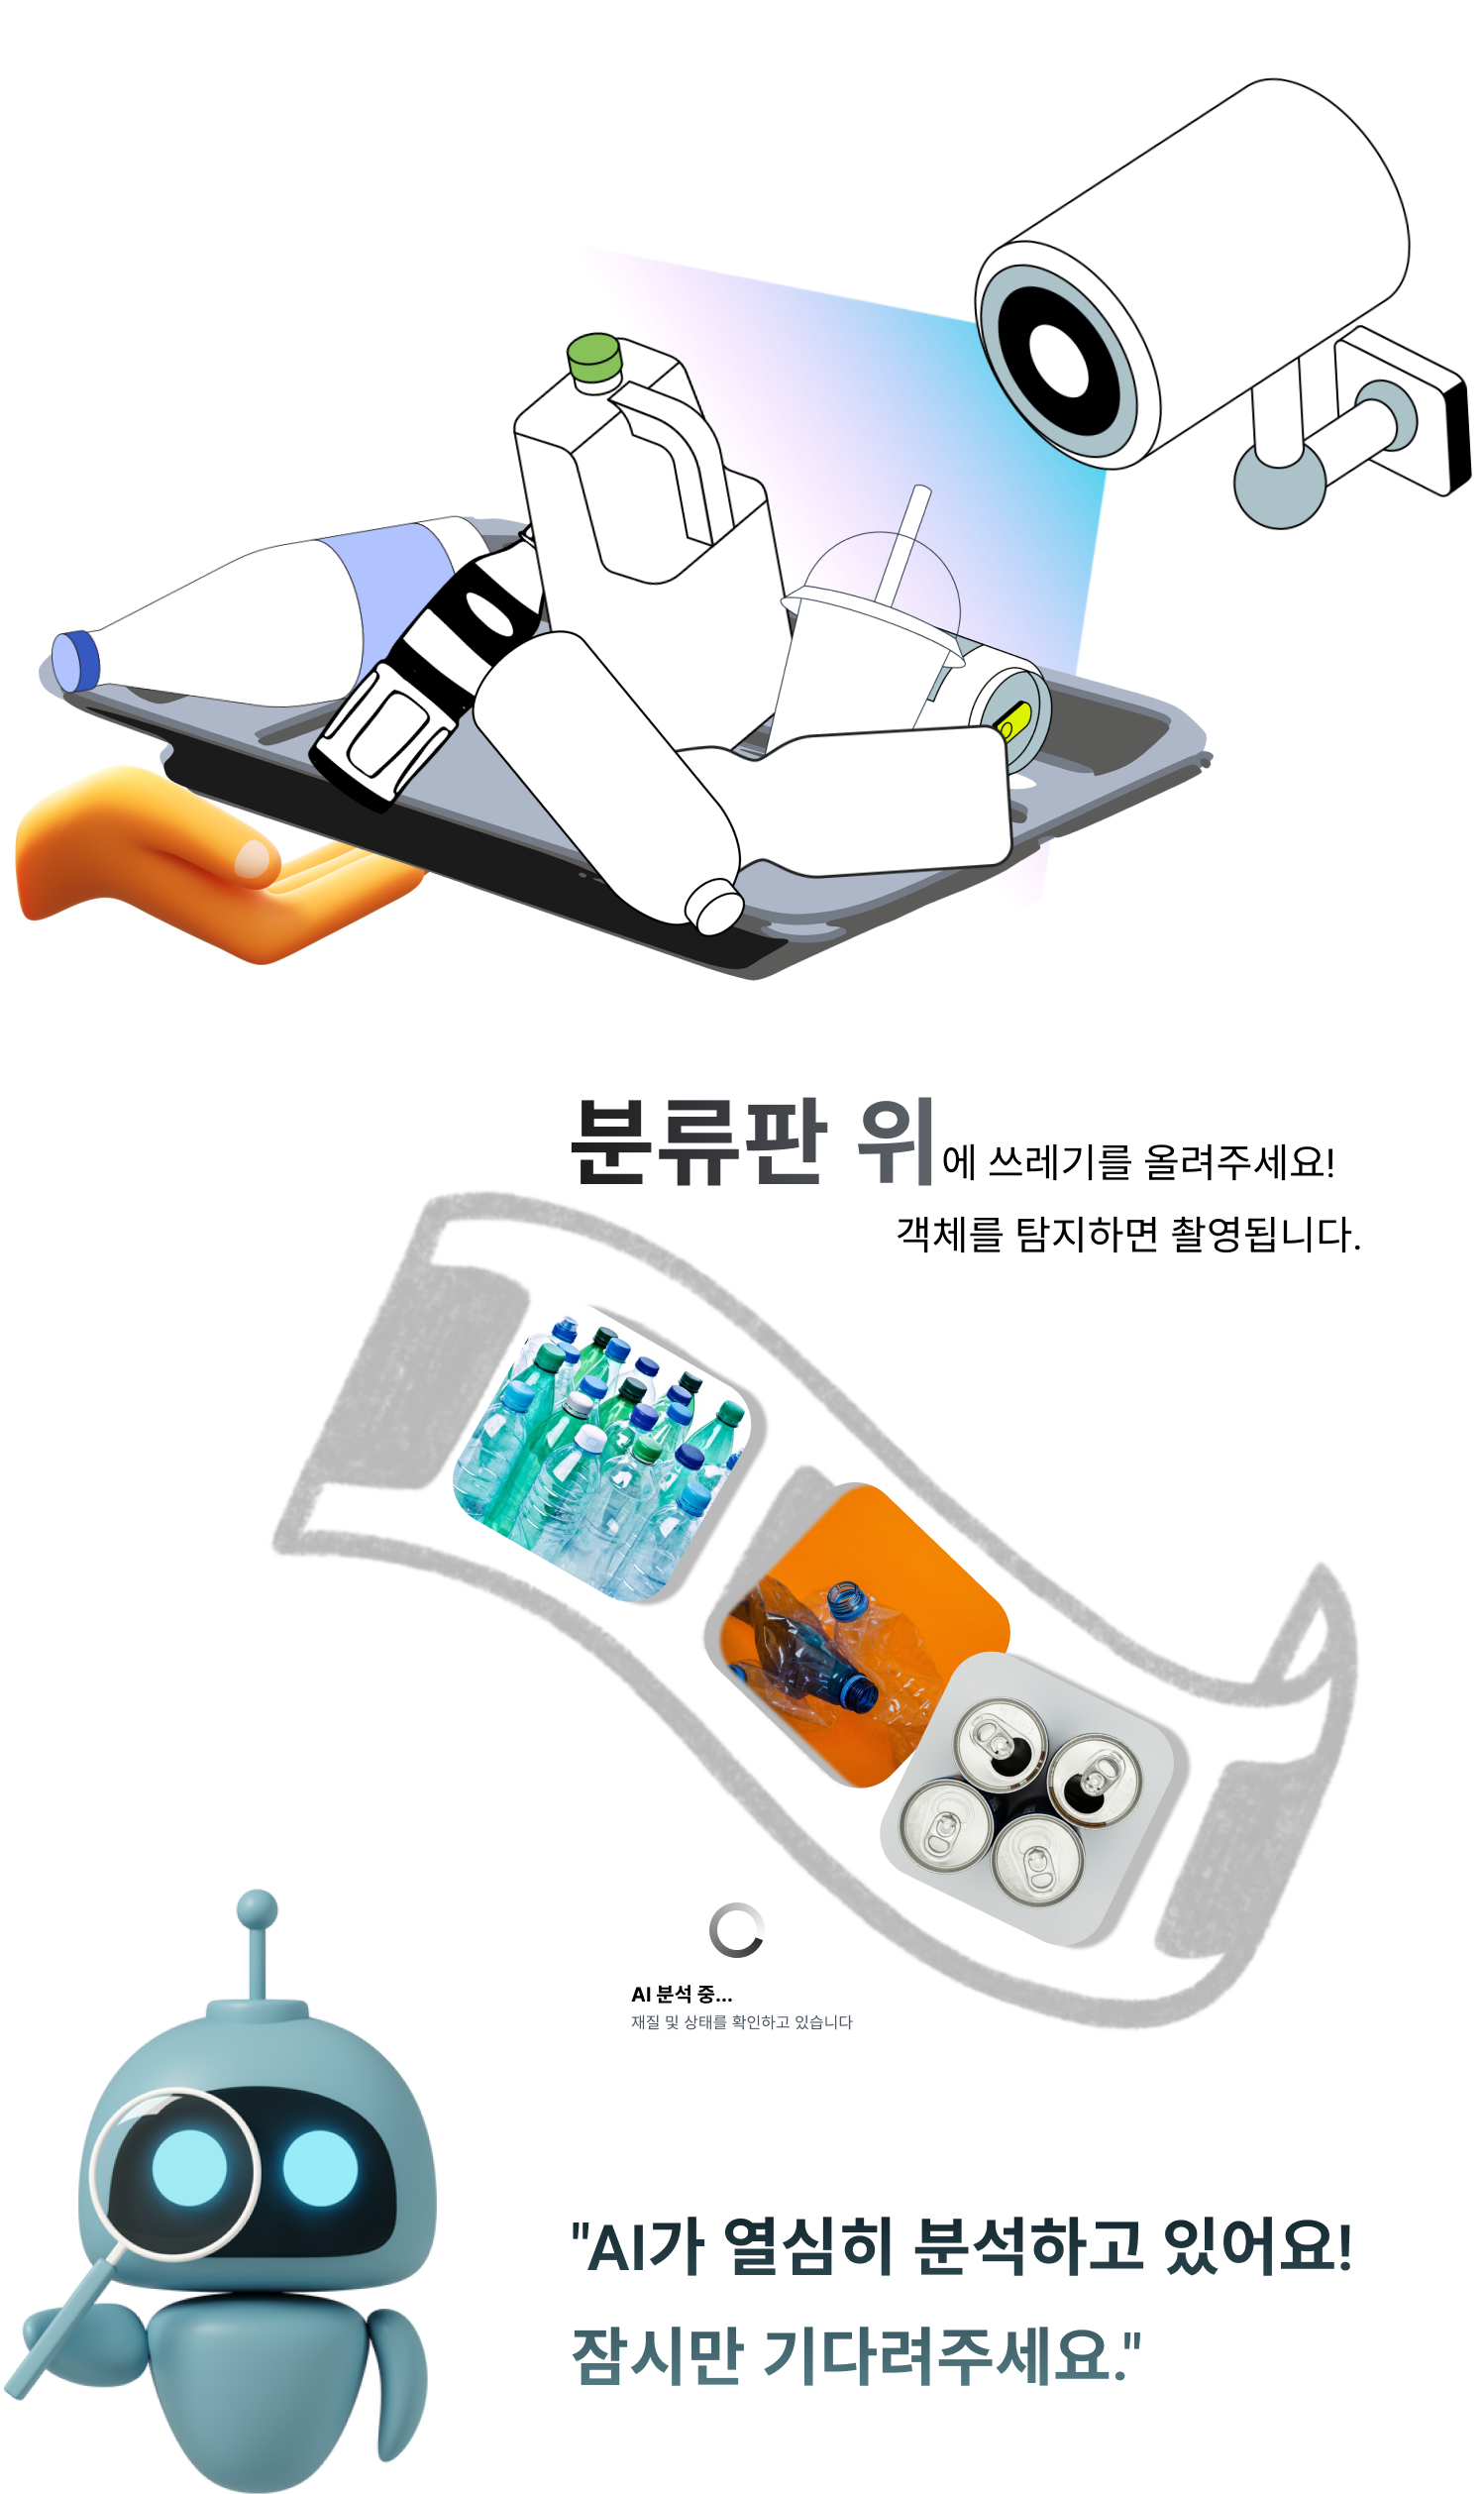 분류판 위에 쓰레기를 올려주세요!
객체를 탐지하면 촬영됩니다.
AI 분석 중...
재질 및 상태를 확인하고 있습니다
"AI가 열심히 분석하고 있어요!
잠시만 기다려주세요."